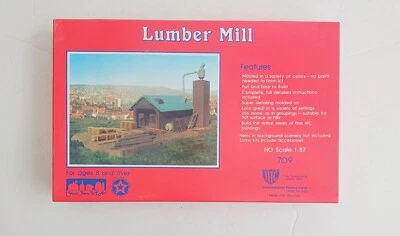 Lumber Mill
Features
Molded in a variety of colors - no paint
needed to finish kit
Fun and Easy to Build
Complete, full detailed instructions
included
Super detailing molded on
Look great in a variety of settings
Use alone, or in groupings - suitable for
flat surface or hills
Build the entire series of fine HC
buildings
Items in background scenery not included
Some kits include accessories
HO Scale 1:87
709
For ages 8 and over